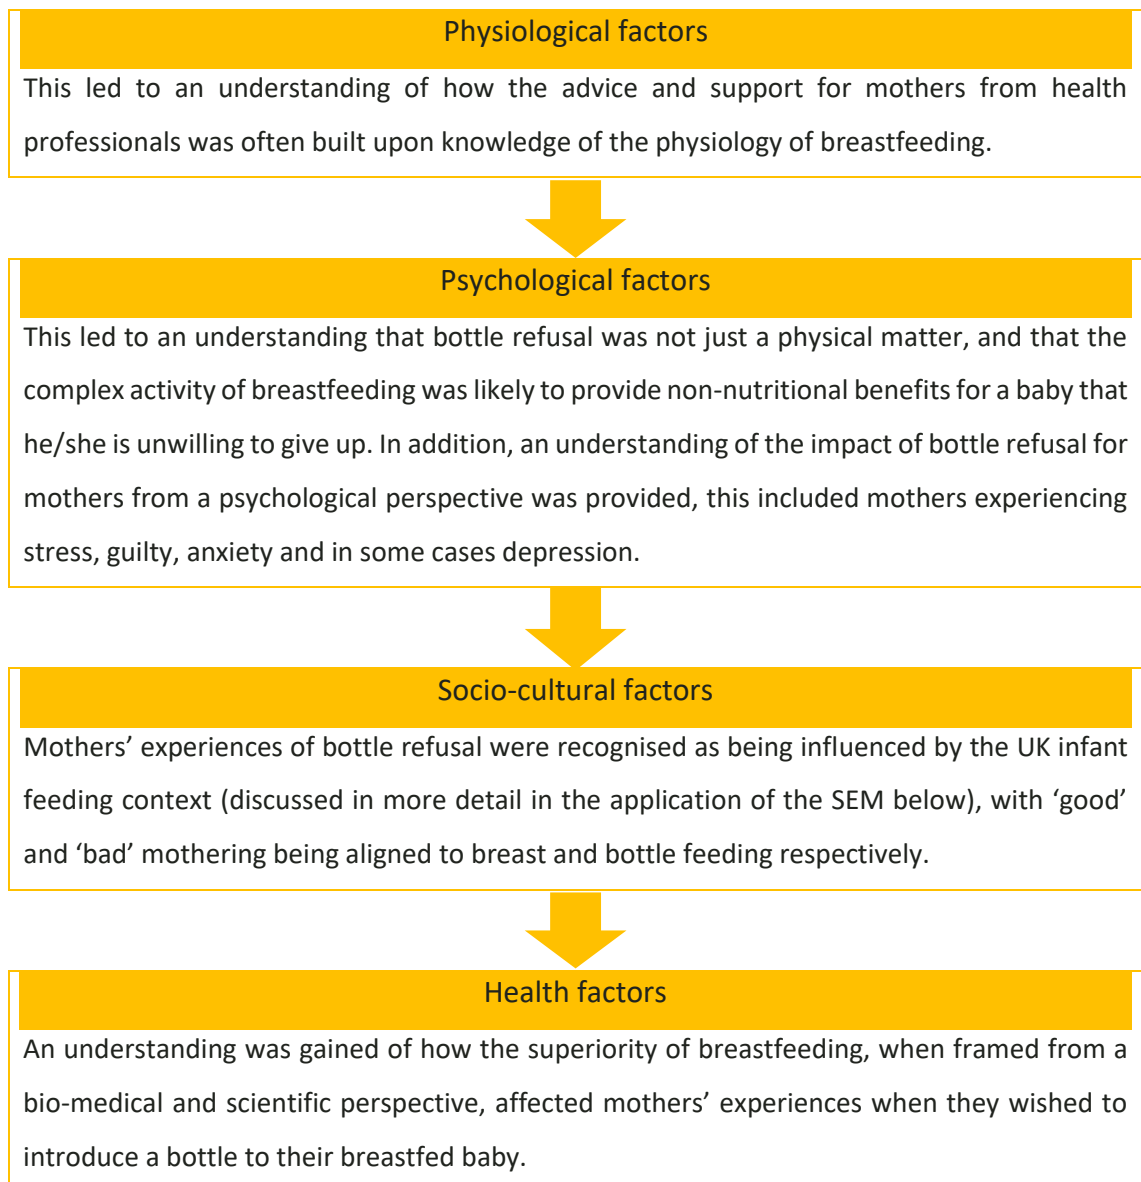 Physiological factors
This led to an understanding of how the advice and support for mothers from health
professionals was often built upon knowledge of the physiology of breastfeeding.
Psychological factors
This led to an understanding that bottle refusal was not just a physical matter, and that the
complex activity of breastfeeding was likely to provide non-nutritional benefits for a baby that
he/she is unwilling to give up. In addition, an understanding of the impact of bottle refusal for
mothers from a psychological perspective was provided, this included mothers experiencing
stress, guilty, anxiety and in some cases depression.
Socio-cultural factors
Mothers’ experiences of bottle refusal were recognised as being influenced by the UK infant
feeding context (discussed in more detail in the application of the SEM below), with ‘good’
and ‘bad’ mothering being aligned to breast and bottle feeding respectively.
Health factors
An understanding was gained of how the superiority of breastfeeding, when framed from a
bio-medical and scientific perspective, affected mothers’ experiences when they wished to
introduce a bottle to their breastfed baby.